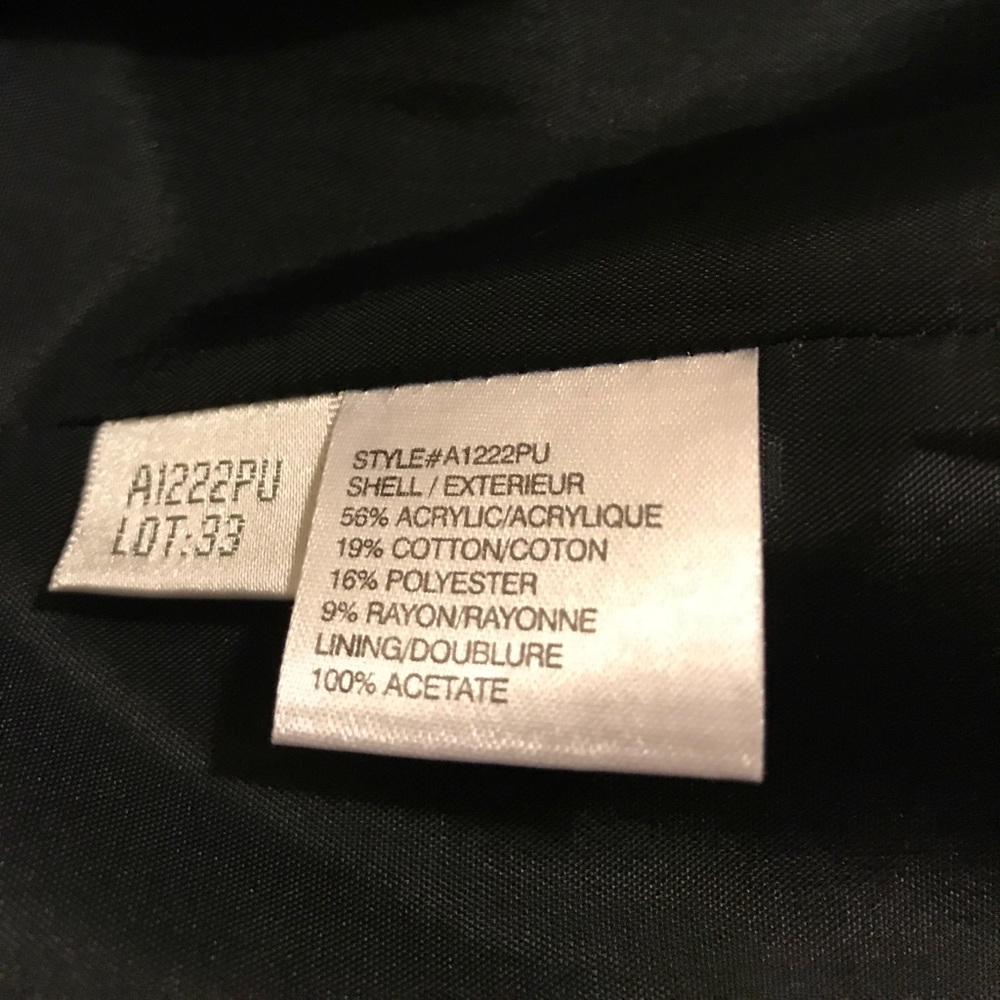 A1222PU
LOT:33
STYLE#A1222PU
SHELL / EXTERIEUR
56% ACRYLIC/ACRYLIQUE
19% COTTON/COTON
16% POLYESTER
9% RAYON/RAYONNE
LINING/DOUBLURE
100% ACETATE